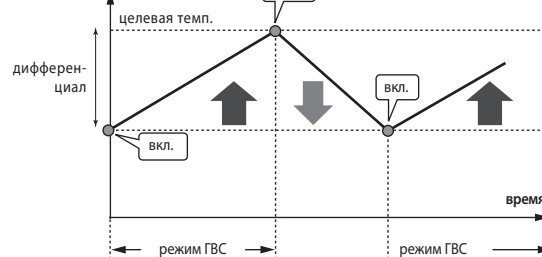 целевая темп.
дифферен-
циал
вкл.
вкл.
время
режим ГВС
режим ГВС